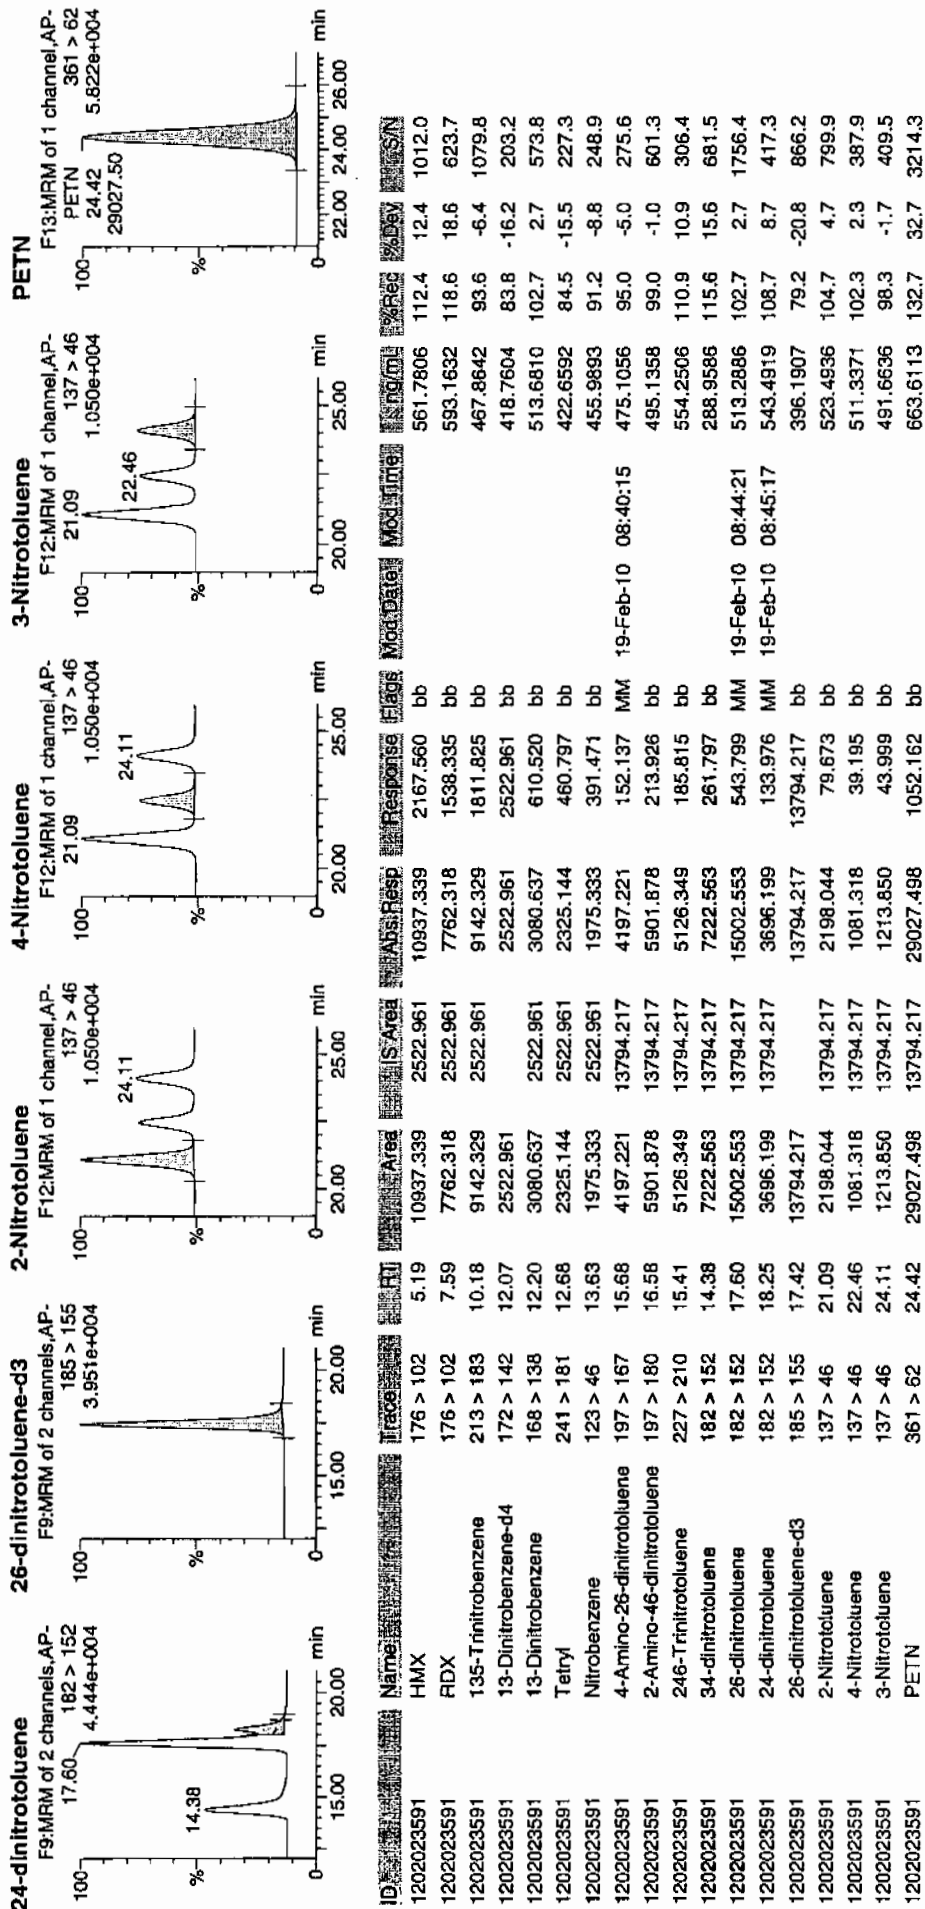 24-dinitrotoluene
F9:MRM of 2 channels,AP-
182 > 152
4.444e+004
17.60
14.38
100
%
0
15.00 20.00 min
26-dinitrotoluene-d3
F9:MRM of 2 channels,AP-
185 > 155
3.951e+004
100
%
0
15.00 20.00 min
2-Nitrotoluene
F12:MRM of 1 channel,AP-
137 > 46
1.050e+004
24.11
100
%
0
20.00 25.00 min
4-Nitrotoluene
F12:MRM of 1 channel,AP-
21.09 137 > 46
1.050e+004
24.11
100
%
0
20.00 25.00 min
3-Nitrotoluene
F12:MRM of 1 channel,AP-
21.09 137 > 46
1.050e+004
22.46
100
%
0
20.00 25.00 min
PETN
F13:MRM of 1 channel,AP-
PETN 361 > 62
24.42 5.822e+004
29027.50
100
%
0
22.00 24.00 26.00 min
ID Name Trace RT Area IS Area Abs.Resp Response Flags Mod.Date Mod.Time ng/mL %Rec %Dev S/N
1202023591 HMX 176 > 102 5.19 10937.339 2522.961 10937.339 2167.560 bb 561.7806 112.4 12.4 1012.0
1202023591 RDX 176 > 102 7.59 7762.318 2522.961 7762.318 1538.335 bb 593.1632 118.6 18.6 623.7
1202023591 135-Trinitrobenzene 213 > 183 10.18 9142.329 2522.961 9142.329 1811.825 bb 467.8642 93.6 -6.4 1079.8
1202023591 13-Dinitrobenzene-d4 172 > 142 12.07 2522.961 2522.961 2522.961 bb 418.7604 83.8 -16.2 203.2
1202023591 13-Dinitrobenzene 168 > 138 12.20 3080.637 2522.961 3080.637 610.520 bb 513.6810 102.7 2.7 573.8
1202023591 Tetryl 241 > 181 12.68 2325.144 2522.961 2325.144 460.797 bb 422.6592 84.5 -15.5 227.3
1202023591 Nitrobenzene 123 > 46 13.63 1975.333 2522.961 1975.333 391.471 bb 455.9893 91.2 -8.8 248.9
1202023591 4-Amino-26-dinitrotoluene 197 > 167 15.68 4197.221 13794.217 4197.221 152.137 MM 19-Feb-10 08:40:15 475.1056 95.0 -5.0 275.6
1202023591 2-Amino-46-dinitrotoluene 197 > 180 16.58 5901.878 13794.217 5901.878 213.926 bb 495.1358 99.0 -1.0 601.3
1202023591 246-Trinitrotoluene 227 > 210 15.41 5126.349 13794.217 5126.349 185.815 bb 554.2506 110.9 10.9 306.4
1202023591 34-dinitrotoluene 182 > 152 14.38 7222.563 13794.217 7222.563 261.797 bb 288.9586 115.6 15.6 681.5
1202023591 26-dinitrotoluene 182 > 152 17.60 15002.553 13794.217 15002.553 543.799 MM 19-Feb-10 08:44:21 513.2886 102.7 2.7 1756.4
1202023591 24-dinitrotoluene 182 > 152 18.25 3696.199 13794.217 3696.199 133.976 MM 19-Feb-10 08:45:17 543.4919 108.7 8.7 417.3
1202023591 26-dinitrotoluene-d3 185 > 155 17.42 13794.217 13794.217 13794.217 bb 396.1907 79.2 -20.8 866.2
1202023591 2-Nitrotoluene 137 > 46 21.09 2198.044 13794.217 2198.044 79.673 bb 523.4936 104.7 4.7 799.9
1202023591 4-Nitrotoluene 137 > 46 22.46 1081.318 13794.217 1081.318 39.195 bb 511.3371 102.3 2.3 387.9
1202023591 3-Nitrotoluene 137 > 46 24.11 1213.850 13794.217 1213.850 43.999 bb 491.6636 98.3 -1.7 409.5
1202023591 PETN 361 > 62 24.42 29027.498 13794.217 29027.498 1052.162 bb 663.6113 132.7 32.7 3214.3